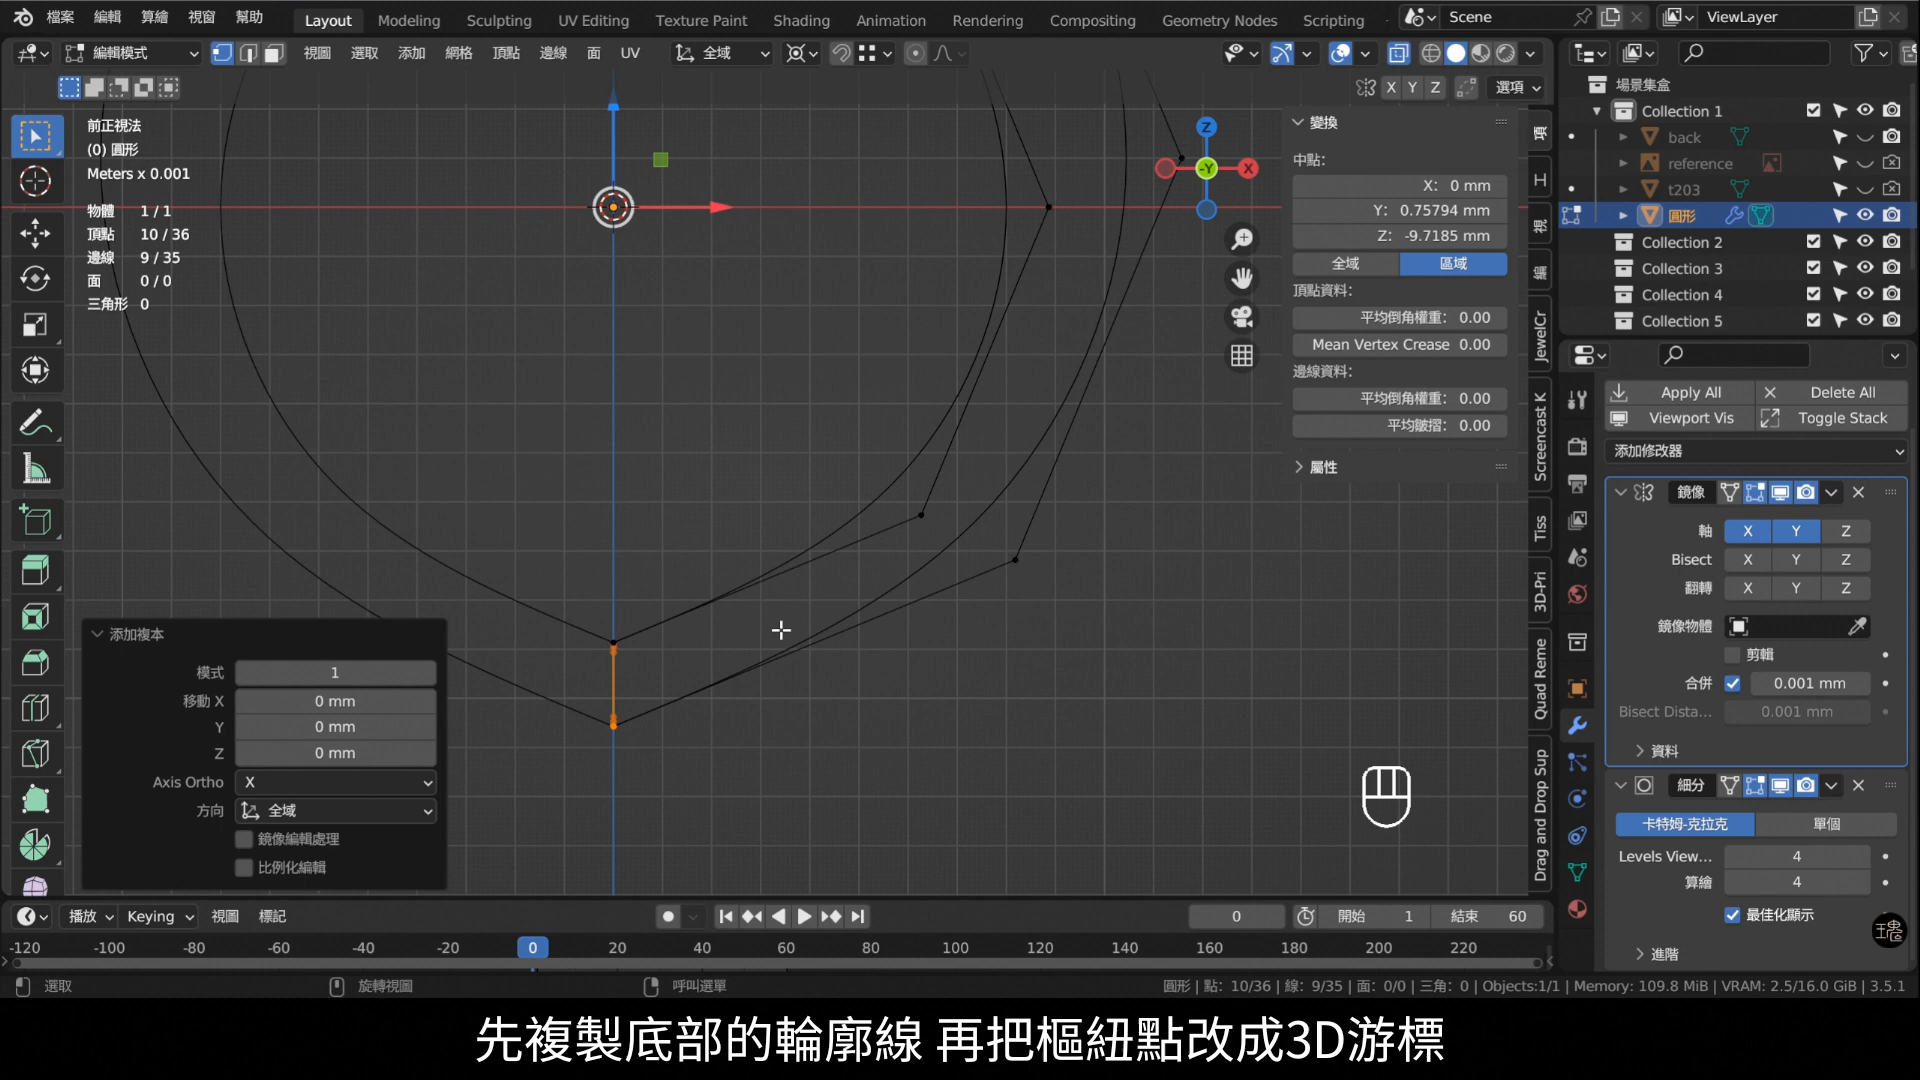 檔案 編輯 算繪 視窗 幫助 Layout Modeling Sculpting UV Editing Texture Paint Shading Animation Rendering Compositing Geometry Nodes Scripting Scene ViewLayer
編輯模式 視圖 選取 添加 網格 頂點 邊線 面 UV 全域
X Y Z 選項
前正視法
(0) 圓形
Meters x 0.001
物體 1 / 1
頂點 10 / 36
邊線 9 / 35
面 0 / 0
三角形 0
Z
-Y
X
變換
中點:
X: 0 mm
Y: 0.75794 mm
Z: -9.7185 mm
全域 區域
頂點資料:
平均倒角權重: 0.00
Mean Vertex Crease 0.00
邊線資料:
平均倒角權重: 0.00
平均皺摺: 0.00
屬性
項
工
視
編
JewelCr
Screencast K
Tiss
3D-Pri
Quad Reme
Drag and Drop Sup
場景集盒
Collection 1
back
reference
t203
圓形
Collection 2
Collection 3
Collection 4
Collection 5
Apply All Delete All
Viewport Vis Toggle Stack
添加修改器
鏡像
軸 X Y Z
Bisect X Y Z
翻轉 X Y Z
鏡像物體
剪輯
合併 0.001 mm
Bisect Dista... 0.001 mm
資料
細分
卡特姆-克拉克 單個
Levels View... 4
算繪 4
最佳化顯示
進階
添加複本
模式 1
移動 X 0 mm
Y 0 mm
Z 0 mm
Axis Ortho X
方向 全域
鏡像編輯處理
比例化編輯
播放 Keying 視圖 標記 0 開始 1 結束 60
-120 -100 -80 -60 -40 -20 0 20 40 60 80 100 120 140 160 180 200 220
選取 旋轉視圖 呼叫選單 圓形 | 點: 10/36 | 線: 9/35 | 面: 0/0 | 三角: 0 | Objects:1/1 | Memory: 109.8 MiB | VRAM: 2.5/16.0 GiB | 3.5.1
先複製底部的輪廓線 再把樞紐點改成3D游標